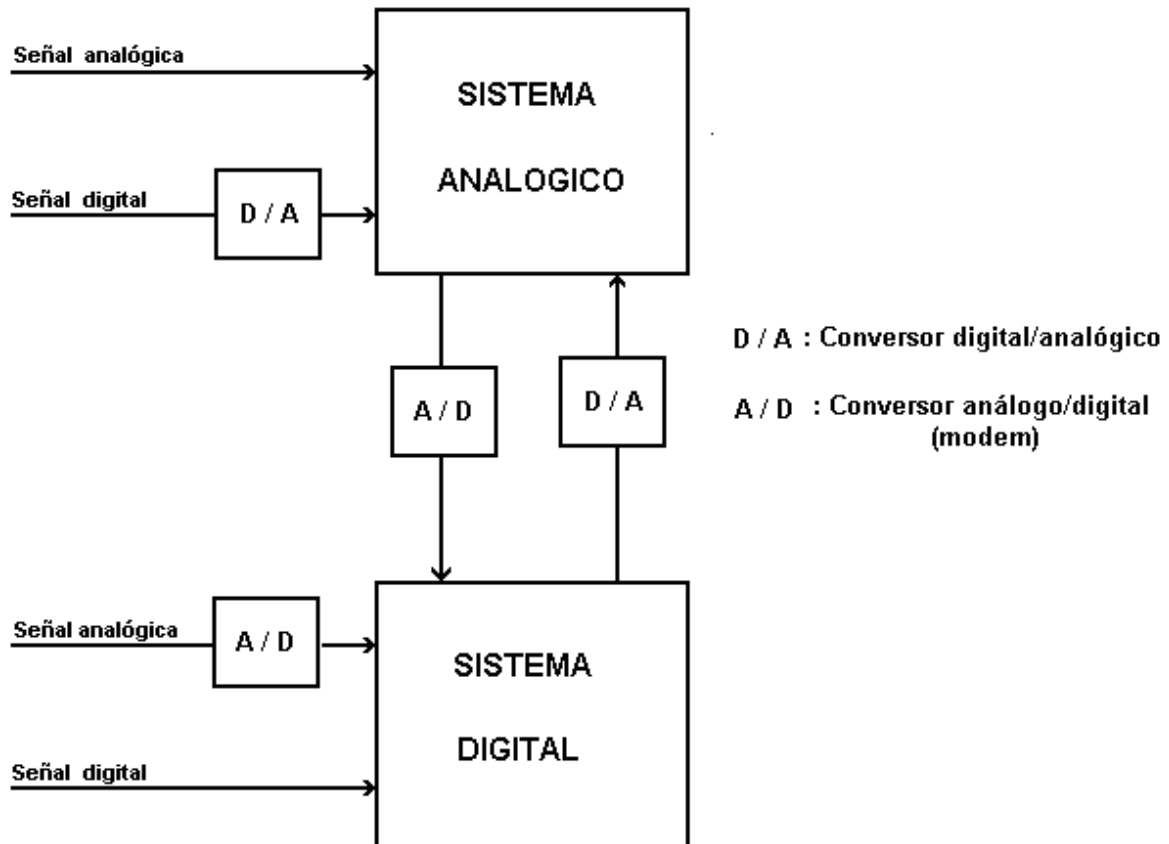 Señal analógica
SISTEMA
ANALOGICO
Señal digital
D / A
A / D
D / A
D / A : Conversor digital/analógico
A / D : Conversor análogo/digital
(modem)
Señal analógica
A / D
SISTEMA
DIGITAL
Señal digital